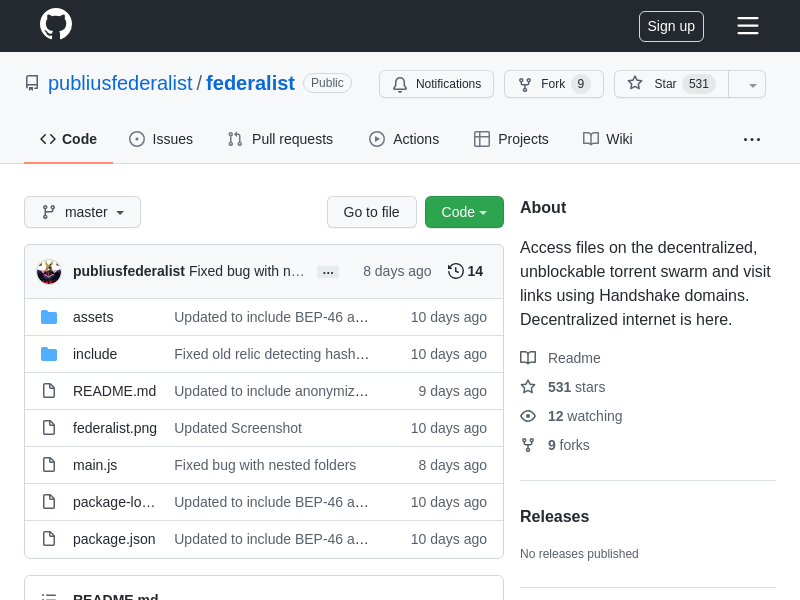 Sign up
publiusfederalist / federalist Public
Notifications Fork 9 Star 531
Code Issues Pull requests Actions Projects Wiki ...
master Go to file Code
publiusfederalist Fixed bug with n… … 8 days ago 14
assets Updated to include BEP-46 a… 10 days ago
include Fixed old relic detecting hash… 10 days ago
README.md Updated to include anonymiz… 9 days ago
federalist.png Updated Screenshot 10 days ago
main.js Fixed bug with nested folders 8 days ago
package-lo… Updated to include BEP-46 a… 10 days ago
package.json Updated to include BEP-46 a… 10 days ago
README.md
About
Access files on the decentralized,
unblockable torrent swarm and visit
links using Handshake domains.
Decentralized internet is here.
Readme
531 stars
12 watching
9 forks
Releases
No releases published